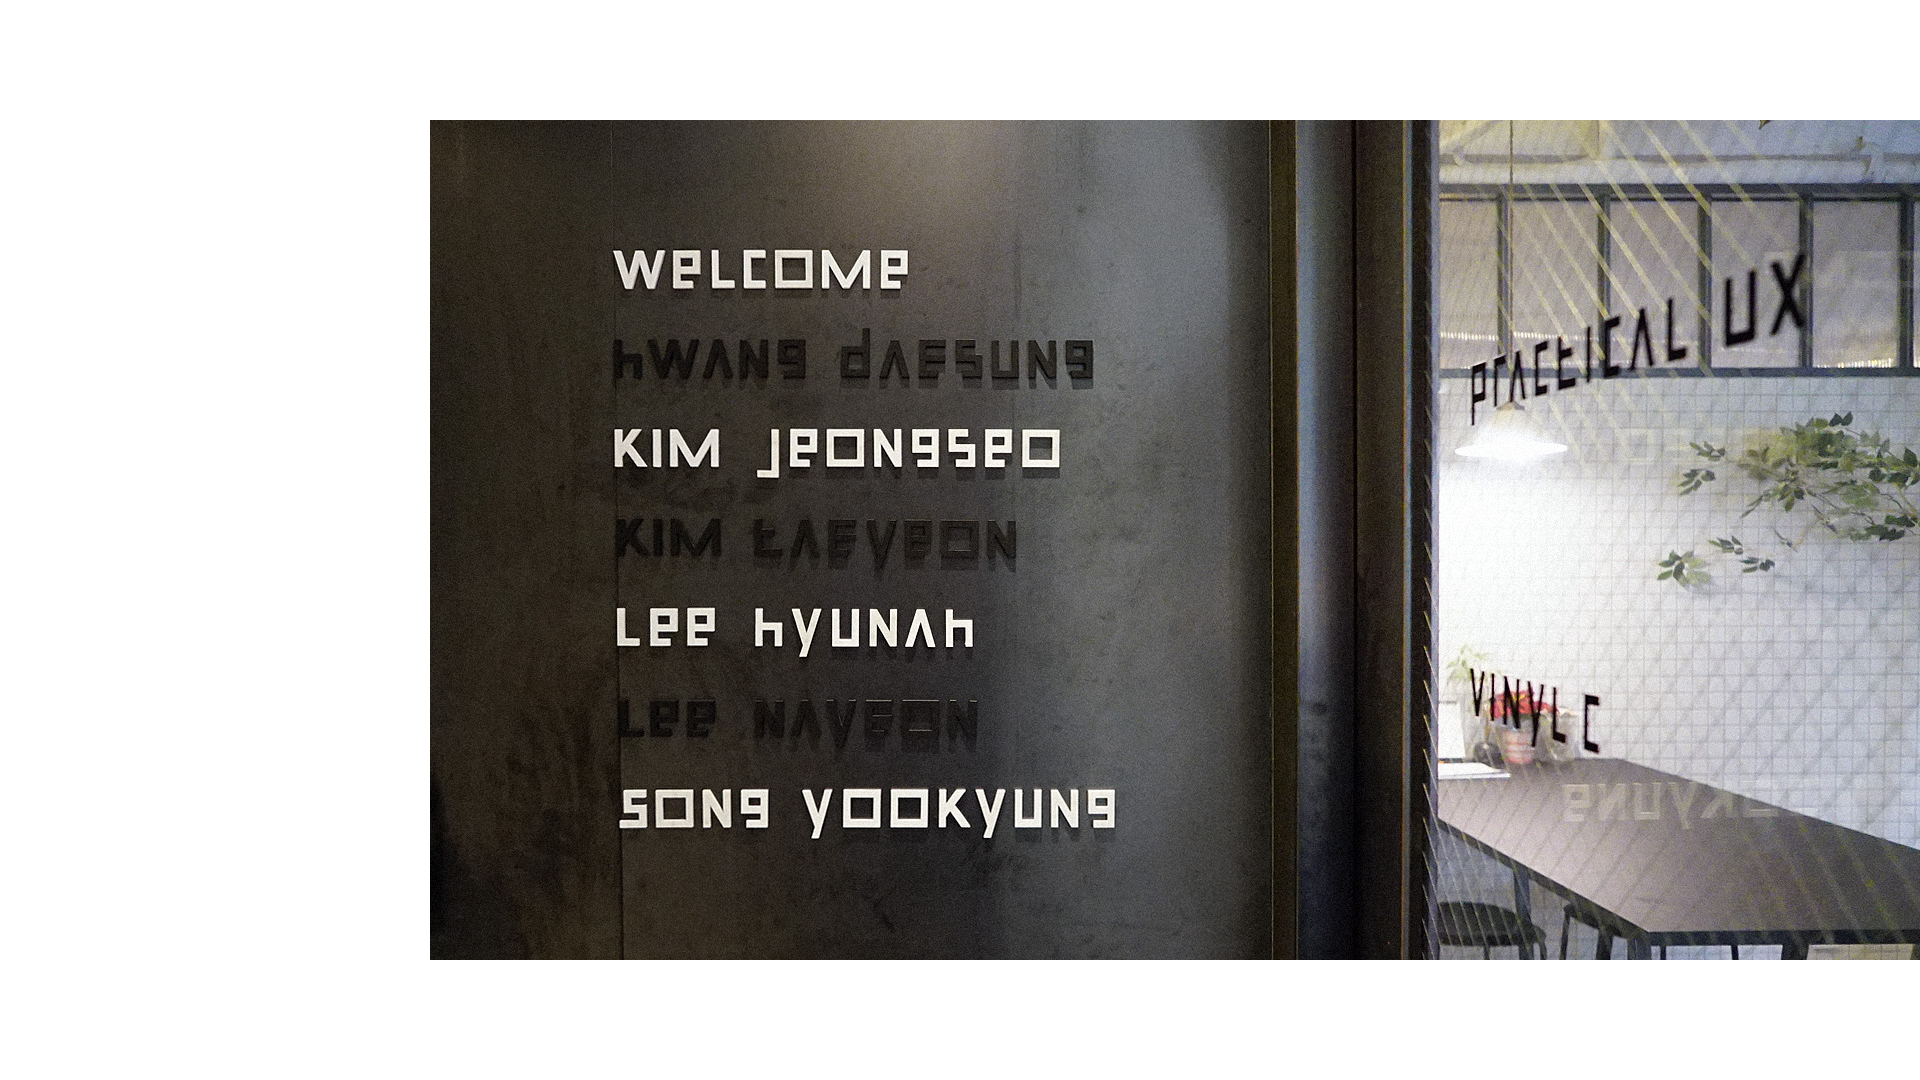 WeLCOMe
hWANg dAESUNg
KIM JeONgSeO
KIM tAEyeON
Lee hyUNAh
Lee NAyEON
SONg yOOKyUNg
prACtICAL UX
VINYL C